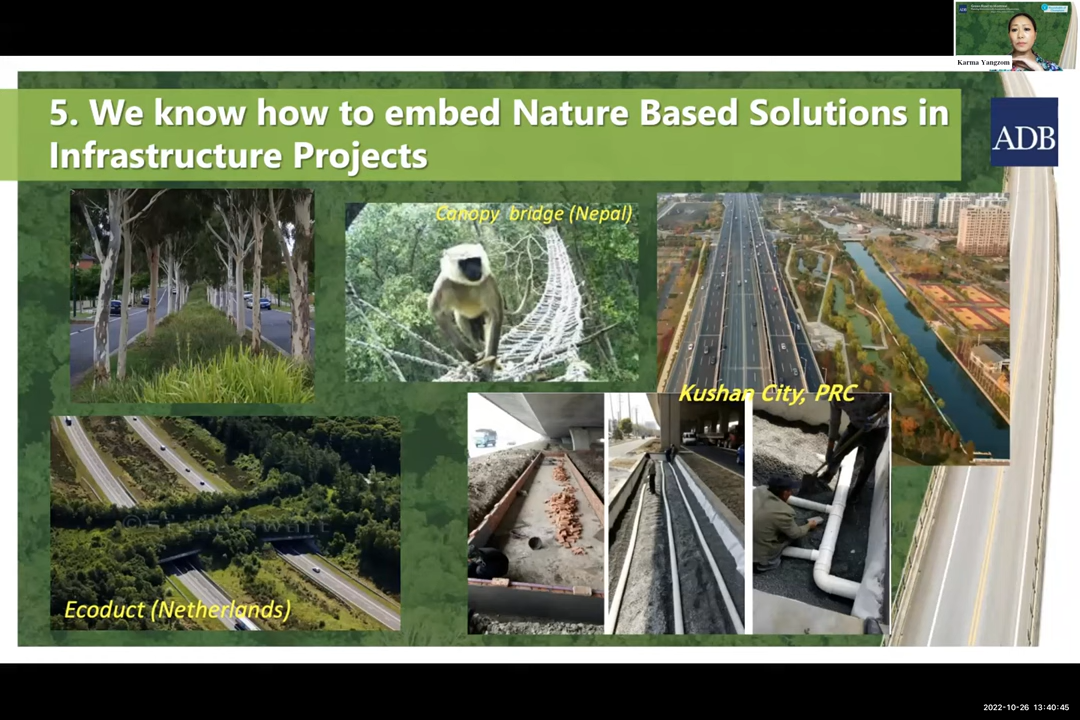 ADB
Karma Yangzom
5. We know how to embed Nature Based Solutions in
Infrastructure Projects
ADB
Canopy bridge (Nepal)
Kushan City, PRC
Ecoduct (Netherlands)
2022-10-26 13:40:45